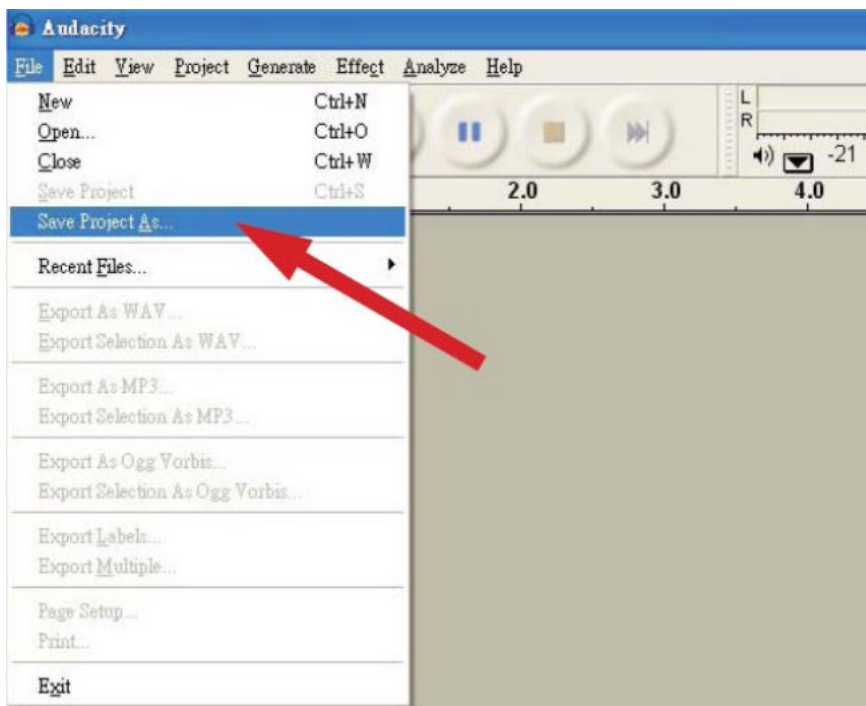 Audacity
File Edit View Project Generate Effect Analyze Help
New Ctrl+N
Open... Ctrl+O
Close Ctrl+W
Save Project Ctrl+S
Save Project As...
Recent Files...
Export As WAV...
Export Selection As WAV...
Export As MP3...
Export Selection As MP3...
Export As Ogg Vorbis...
Export Selection As Ogg Vorbis...
Export Labels...
Export Multiple...
Page Setup...
Print...
Exit
L
R
-21
2.0 3.0 4.0